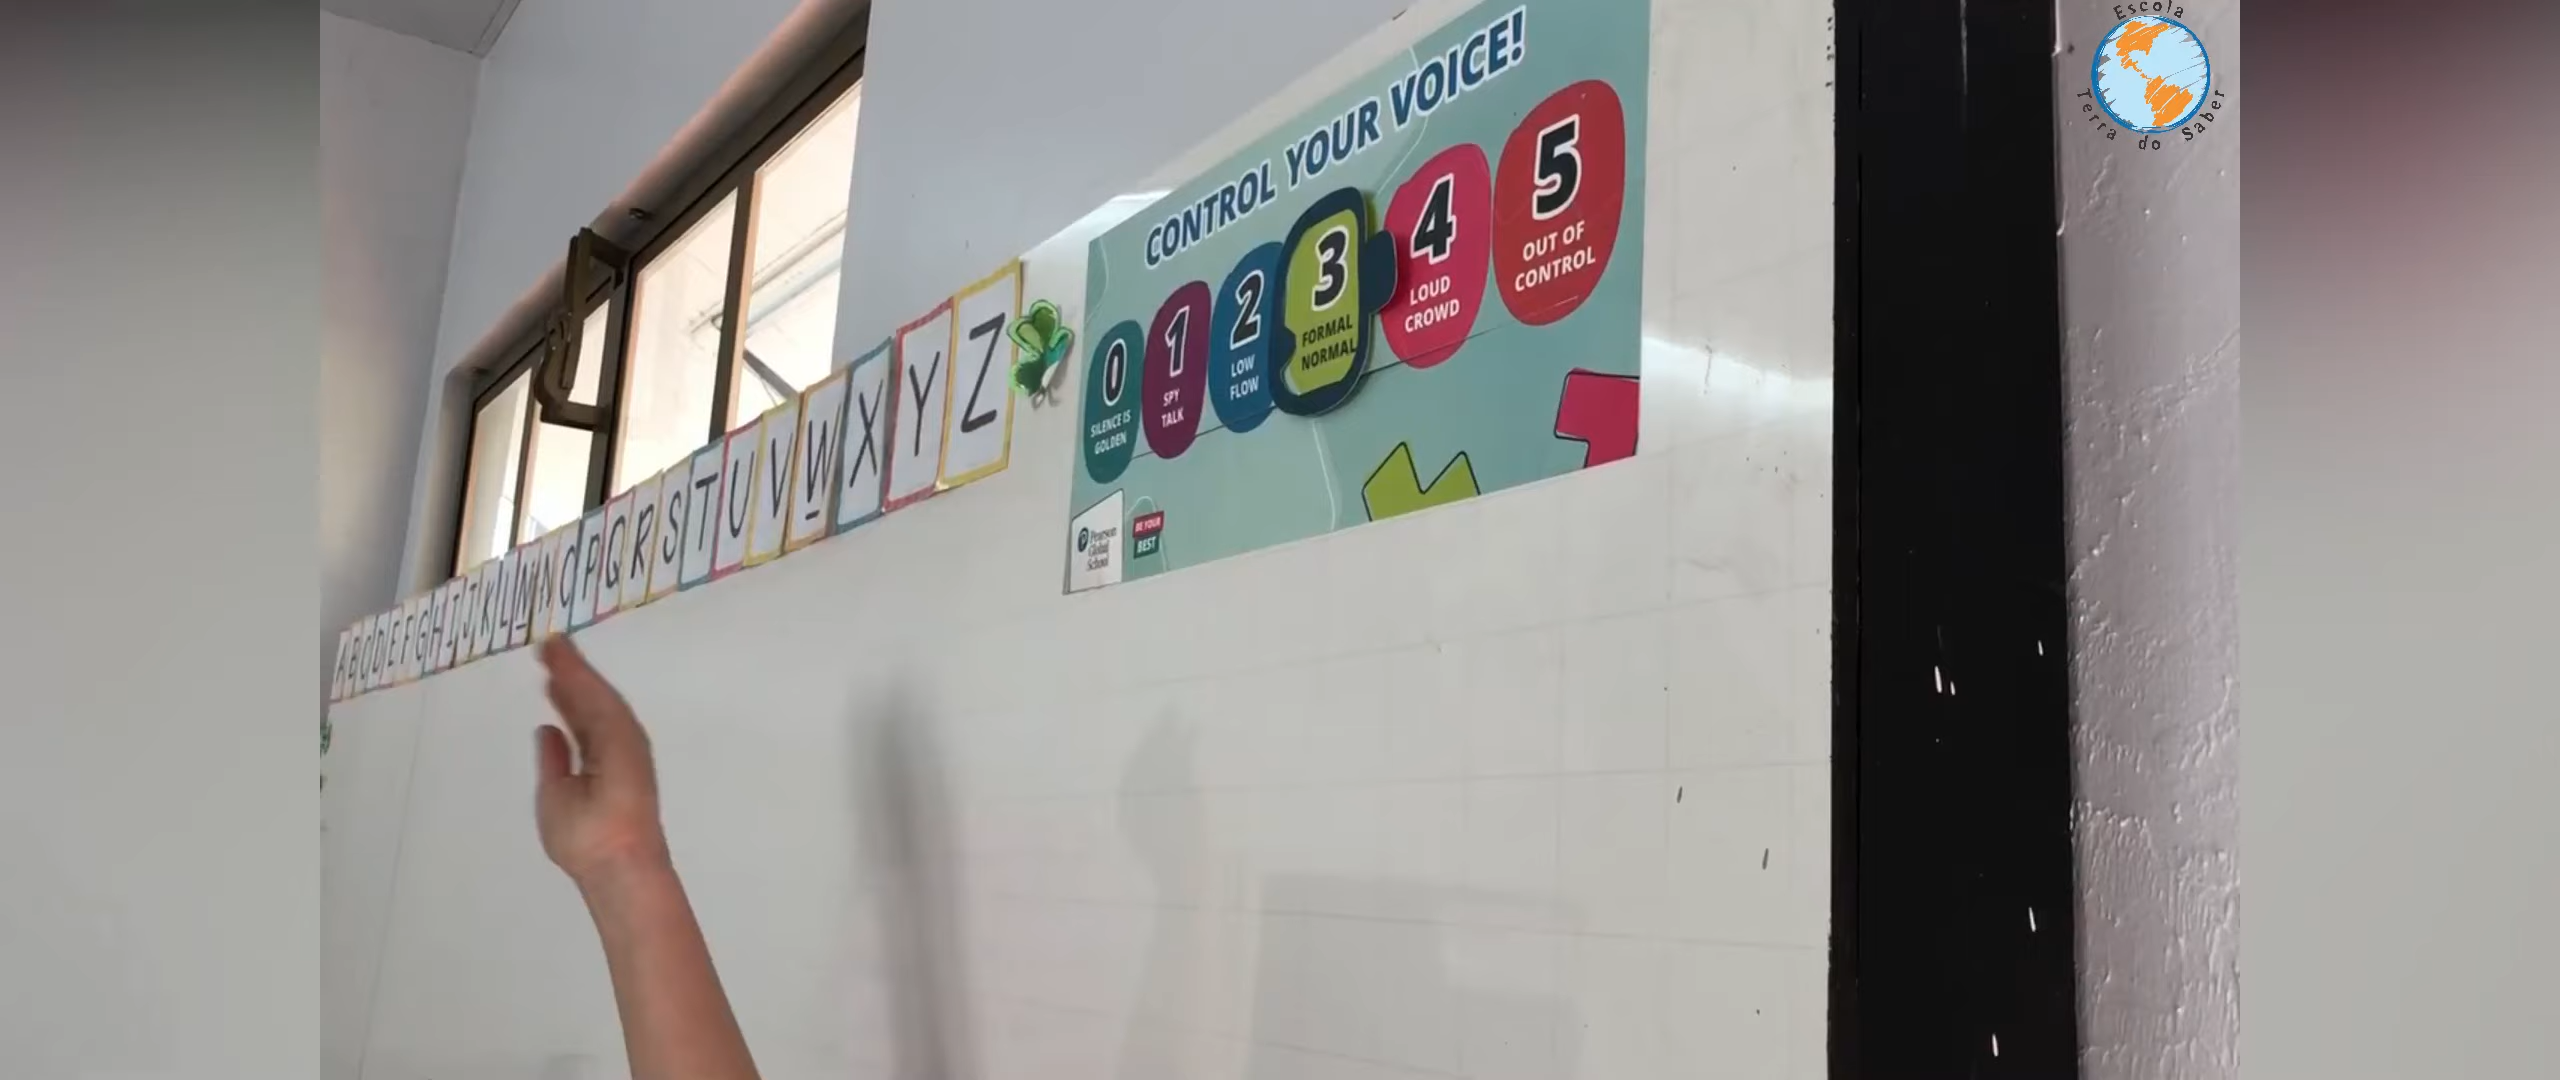 Escola
Terra do Saber
CONTROL YOUR VOICE!
0
SILENCE IS
GOLDEN
1
SPY
TALK
2
LOW
FLOW
3
FORMAL
NORMAL
4
LOUD
CROWD
5
OUT OF
CONTROL
A B C D E F G H I J K L M N O P Q R S T U V W X Y Z
Pearson
Global
School
BE YOUR
BEST